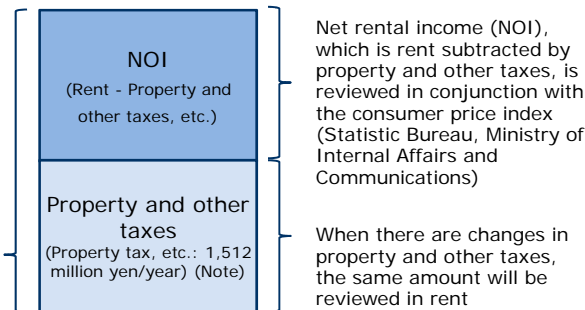 NOI
(Rent - Property and
other taxes, etc.)
Property and other
taxes
(Property tax, etc.: 1,512
million yen/year) (Note)
Net rental income (NOI),
which is rent subtracted by
property and other taxes, is
reviewed in conjunction with
the consumer price index
(Statistic Bureau, Ministry of
Internal Affairs and
Communications)
When there are changes in
property and other taxes,
the same amount will be
reviewed in rent